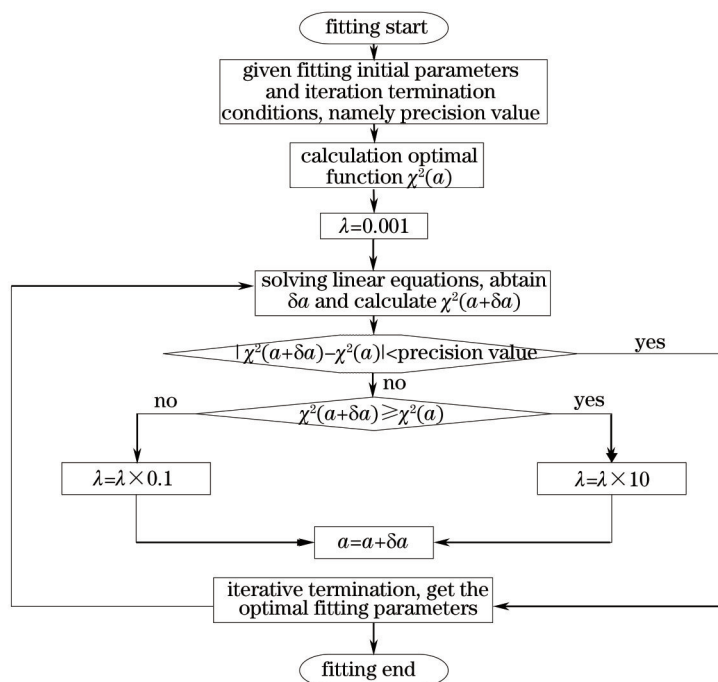 fitting start
given fitting initial parameters
and iteration termination
conditions, namely precision value
calculation optimal
function χ²(a)
λ=0.001
solving linear equations, abtain
δa and calculate χ²(a+δa)
|χ²(a+δa)−χ²(a)|<precision value
yes
no
no
χ²(a+δa)⩾χ²(a)
yes
λ=λ×0.1
λ=λ×10
a=a+δa
iterative termination, get the
optimal fitting parameters
fitting end